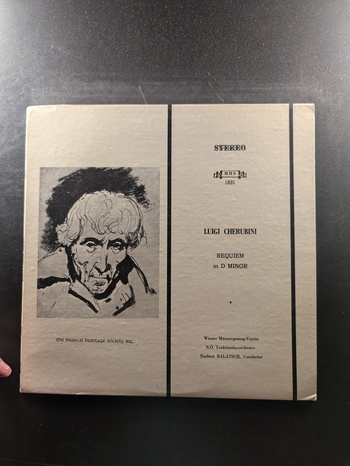 STEREO
MHS
1821
LUIGI CHERUBINI
REQUIEM
in D MINOR
THE MUSICAL HERITAGE SOCIETY INC.
Wiener Männergesang-Verein
N.Ö. Tonkünstlerorchester
Norbert BALATSCH, Conductor